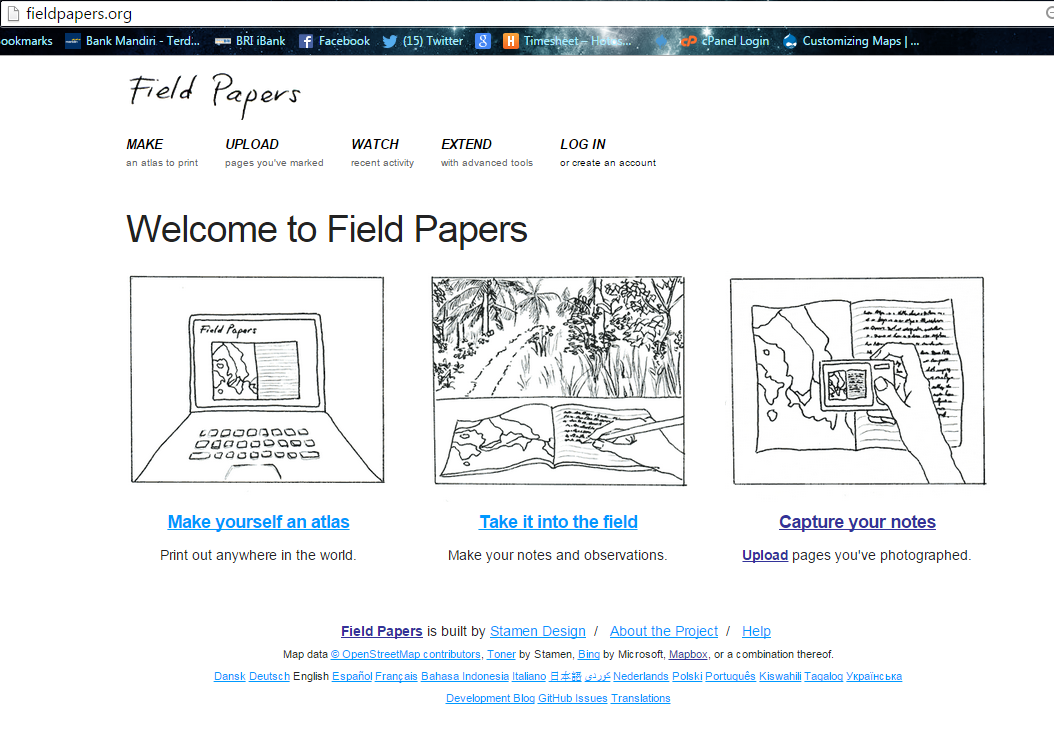 fieldpapers.org
ookmarks Bank Mandiri - Terd... BRI iBank Facebook (15) Twitter 8 H Timesheet – cPanel Login Customizing Maps | ...
Field Papers
MAKE UPLOAD WATCH EXTEND LOG IN
an atlas to print pages you've marked recent activity with advanced tools or create an account
Welcome to Field Papers
Field Papers
Make yourself an atlas Take it into the field Capture your notes
Print out anywhere in the world. Make your notes and observations. Upload pages you've photographed.
Field Papers is built by Stamen Design / About the Project / Help
Map data © OpenStreetMap contributors, Toner by Stamen, Bing by Microsoft, Mapbox, or a combination thereof.
Dansk Deutsch English Español Français Bahasa Indonesia Italiano 日本語 كوردی Nederlands Polski Português Kiswahili Tagalog Українська
Development Blog GitHub Issues Translations